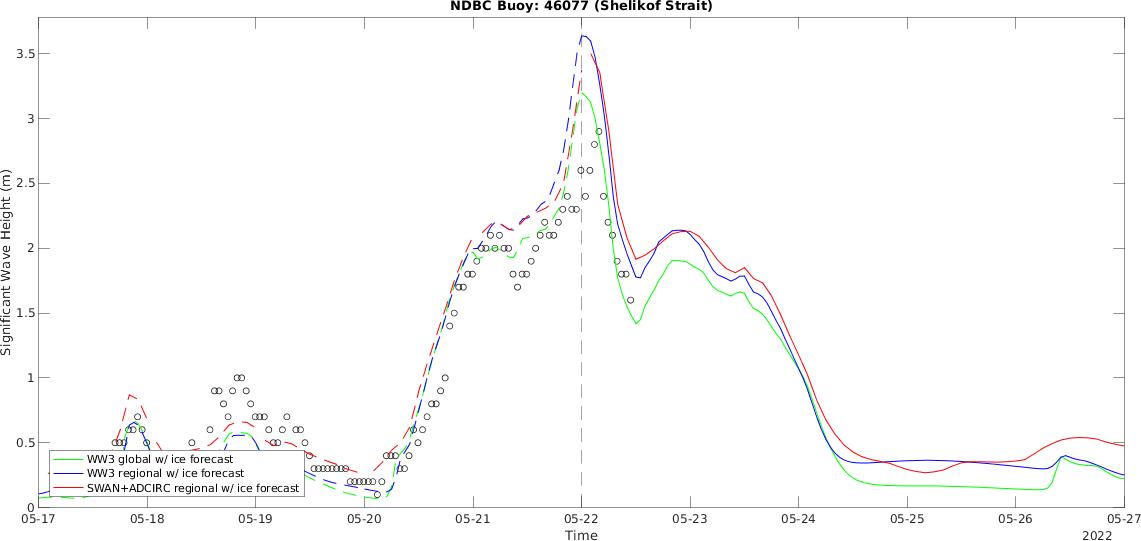 NDBC Buoy: 46077 (Shelikof Strait)
Significant Wave Height (m)
3.5
3
2.5
2
1.5
1
0.5
0
WW3 global w/ ice forecast
WW3 regional w/ ice forecast
SWAN+ADCIRC regional w/ ice forecast
05-17 05-18 05-19 05-20 05-21 05-22 05-23 05-24 05-25 05-26 05-27
Time
2022